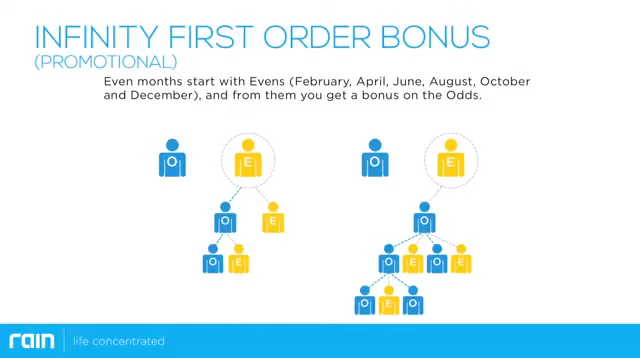 INFINITY FIRST ORDER BONUS
(PROMOTIONAL)
Even months start with Evens (February, April, June, August, October
and December), and from them you get a bonus on the Odds.
O E O E
O E O
O E O E O E
O E O
rain life concentrated